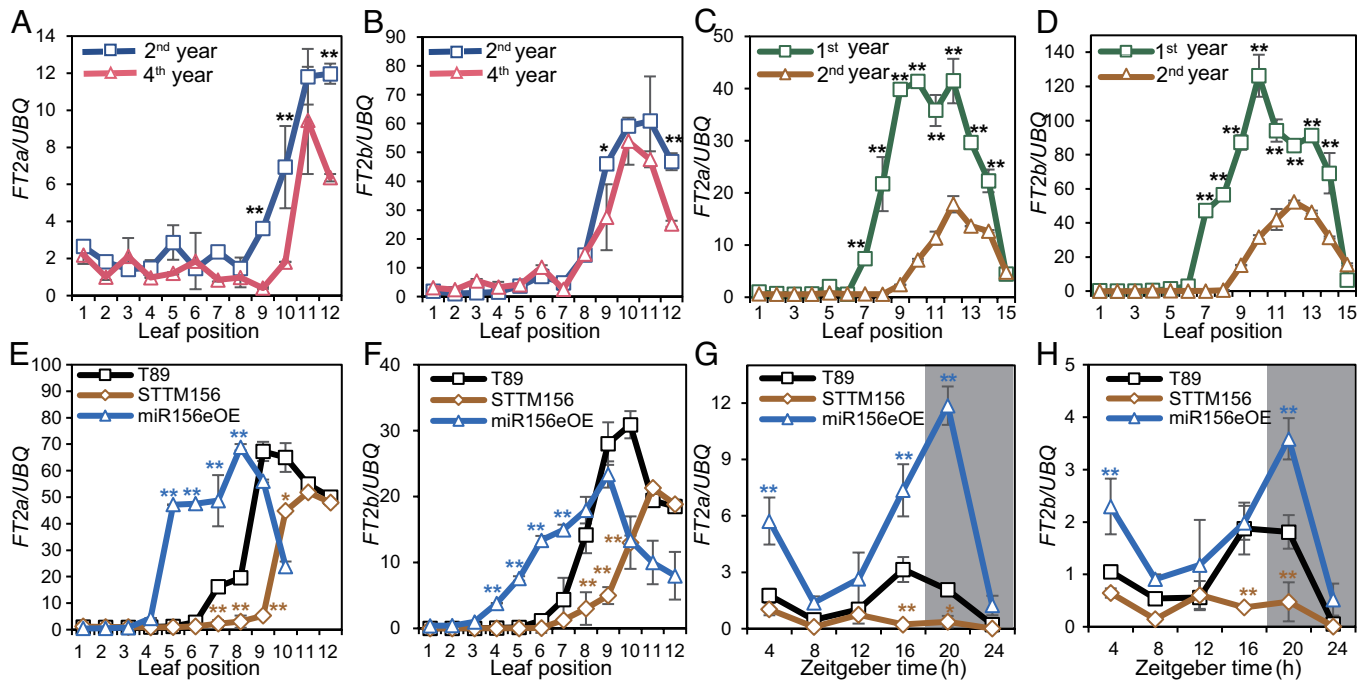 A
FT2a/UBQ
14
12
10
8
6
4
2
0
2nd year
4th year
**
**
**
1 2 3 4 5 6 7 8 9 10 11 12
Leaf position
B
FT2b/UBQ
90
80
70
60
50
40
30
20
10
0
2nd year
4th year
*
**
1 2 3 4 5 6 7 8 9 10 11 12
Leaf position
C
FT2a/UBQ
50
40
30
20
10
0
1st year
2nd year
**
**
**
**
**
**
**
**
1 3 5 7 9 11 13 15
Leaf position
D
FT2b/UBQ
140
120
100
80
60
40
20
0
1st year
2nd year
**
**
**
**
**
**
**
**
1 3 5 7 9 11 13 15
Leaf position
E
FT2a/UBQ
100
90
80
70
60
50
40
30
20
10
0
T89
STTM156
miR156eOE
** **
**
**
*
** ** **
1 2 3 4 5 6 7 8 9 10 11 12
Leaf position
F
FT2b/UBQ
40
30
20
10
0
T89
STTM156
miR156eOE
**
**
**
**
**
**
**
1 2 3 4 5 6 7 8 9 10 11 12
Leaf position
G
FT2a/UBQ
12
9
6
3
0
T89
STTM156
miR156eOE
**
**
**
**
*
4 8 12 16 20 24
Zeitgeber time (h)
H
FT2b/UBQ
5
4
3
2
1
0
T89
STTM156
miR156eOE
**
**
**
**
4 8 12 16 20 24
Zeitgeber time (h)